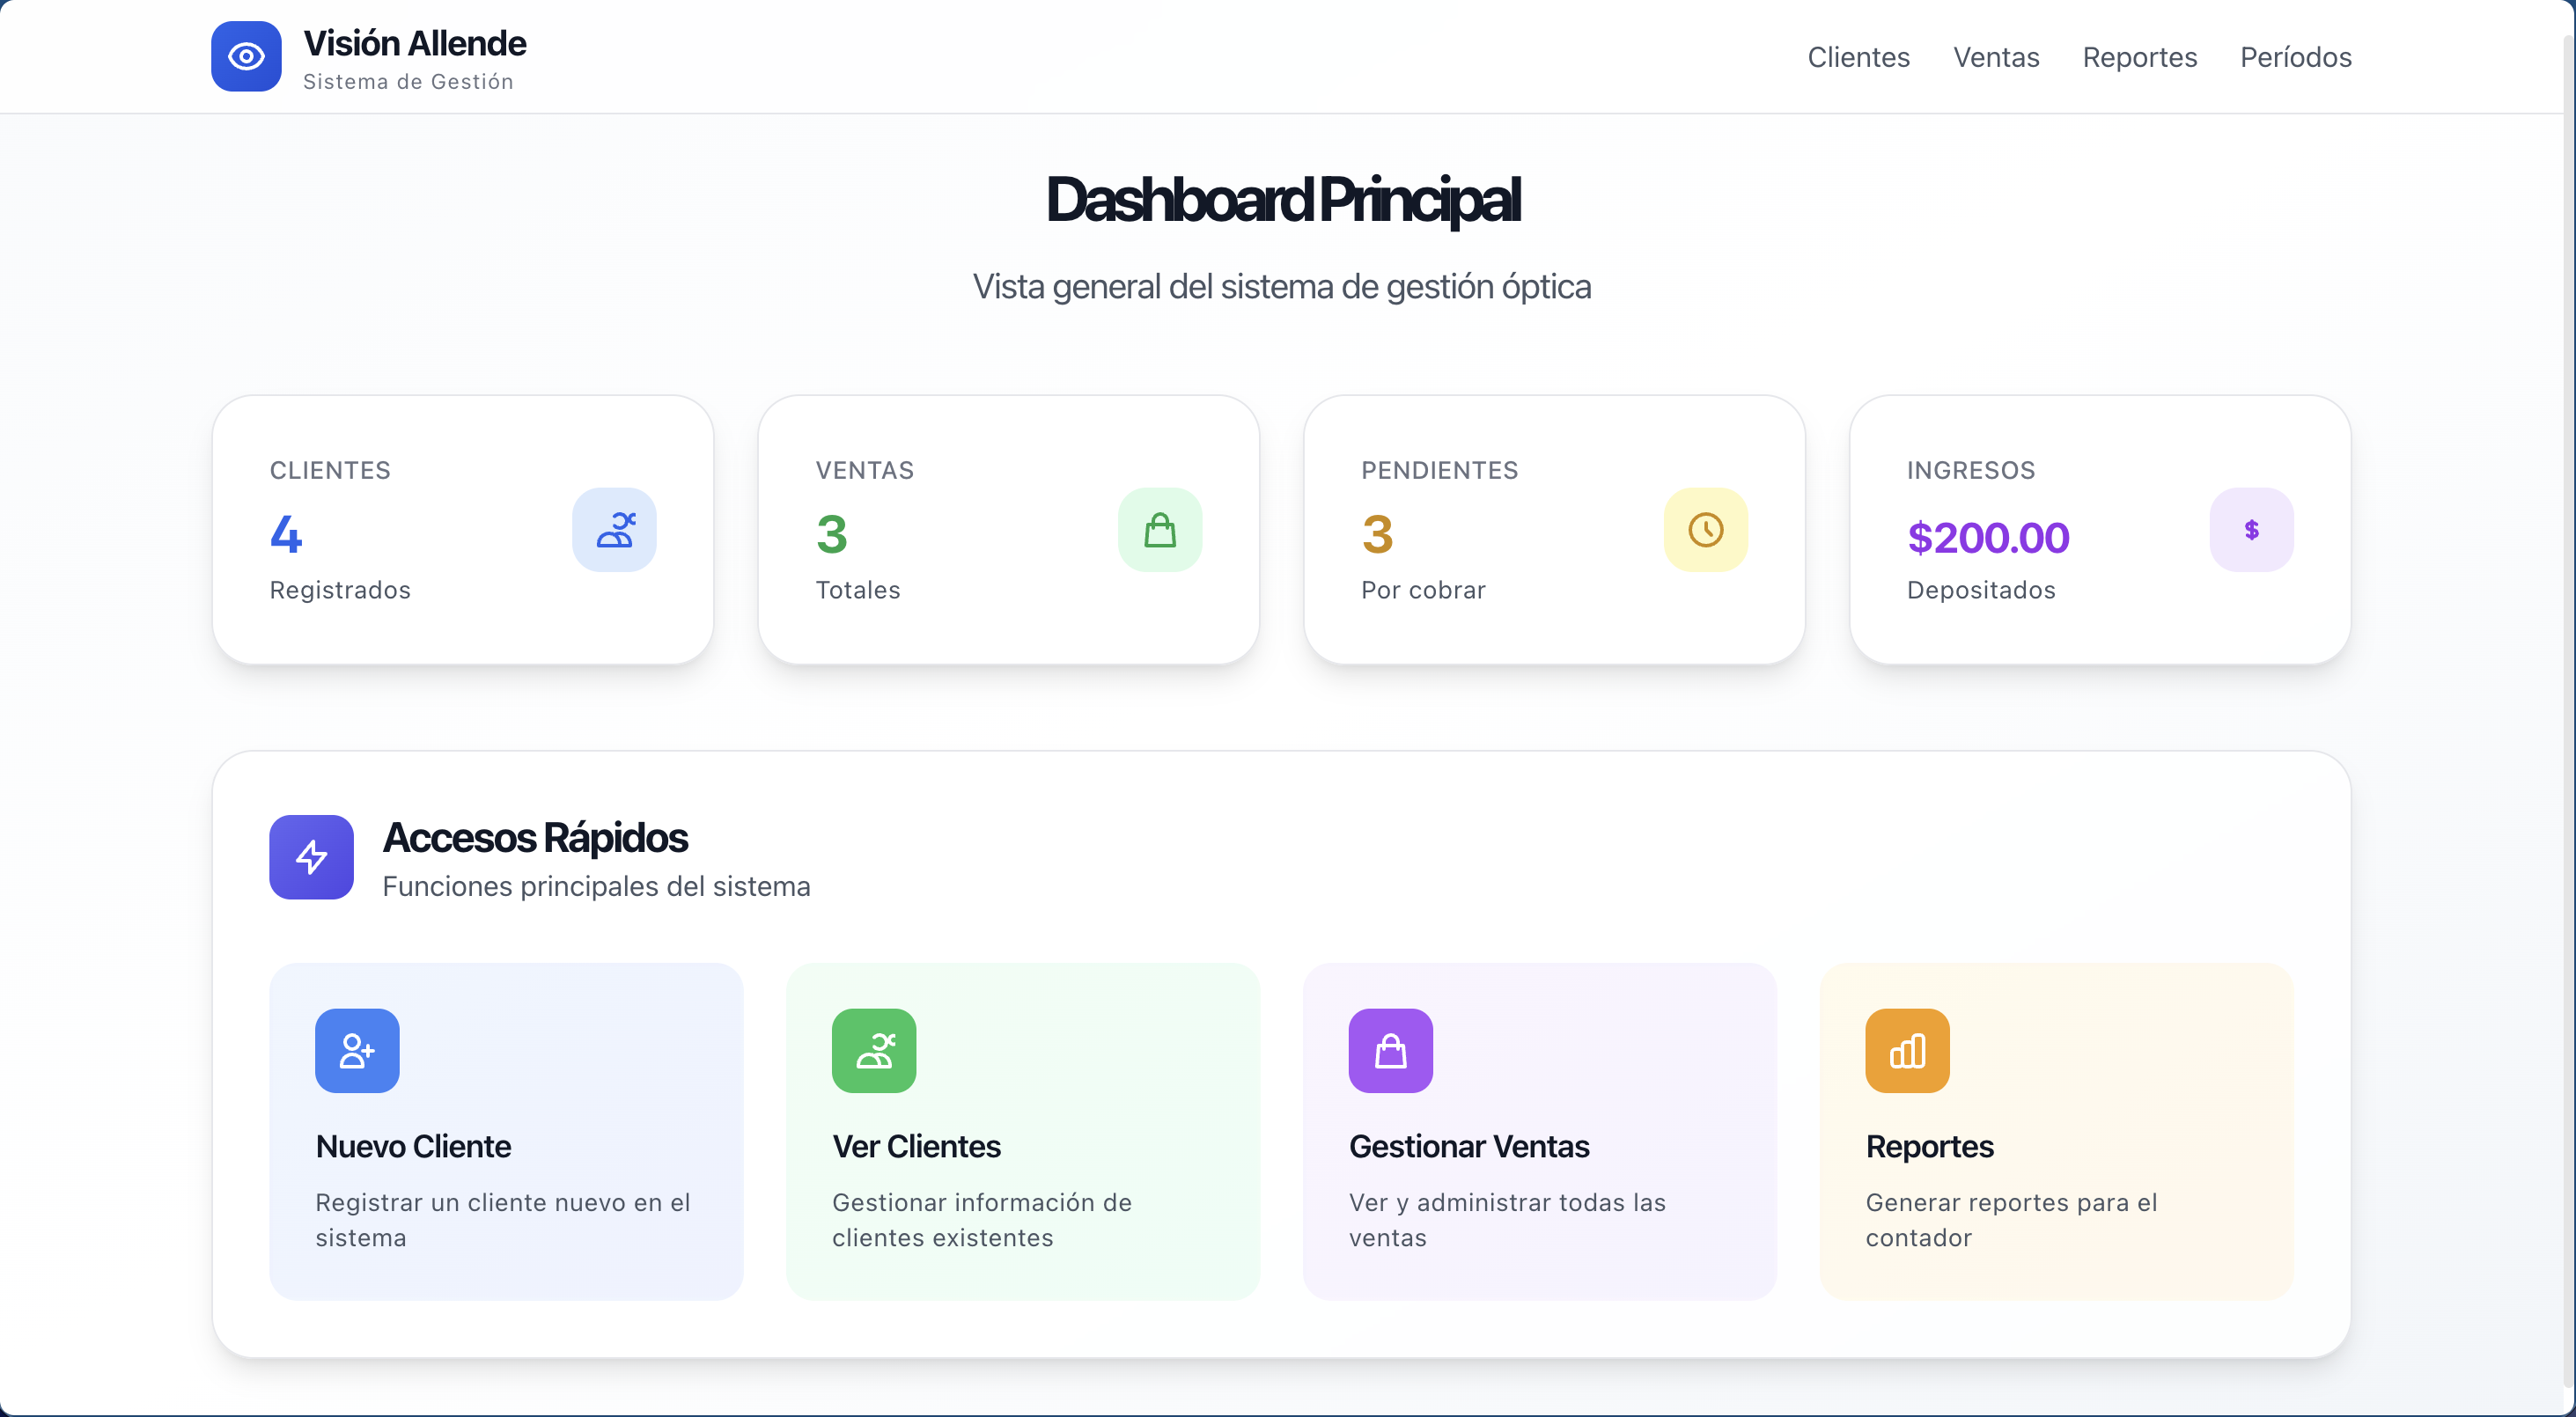 Visión Allende
Sistema de Gestión
Clientes
Ventas
Reportes
Períodos
Dashboard Principal
Vista general del sistema de gestión óptica
CLIENTES
4
Registrados
VENTAS
3
Totales
PENDIENTES
3
Por cobrar
INGRESOS
$200.00
Depositados
$
Accesos Rápidos
Funciones principales del sistema
Nuevo Cliente
Registrar un cliente nuevo en el
sistema
Ver Clientes
Gestionar información de
clientes existentes
Gestionar Ventas
Ver y administrar todas las
ventas
Reportes
Generar reportes para el
contador